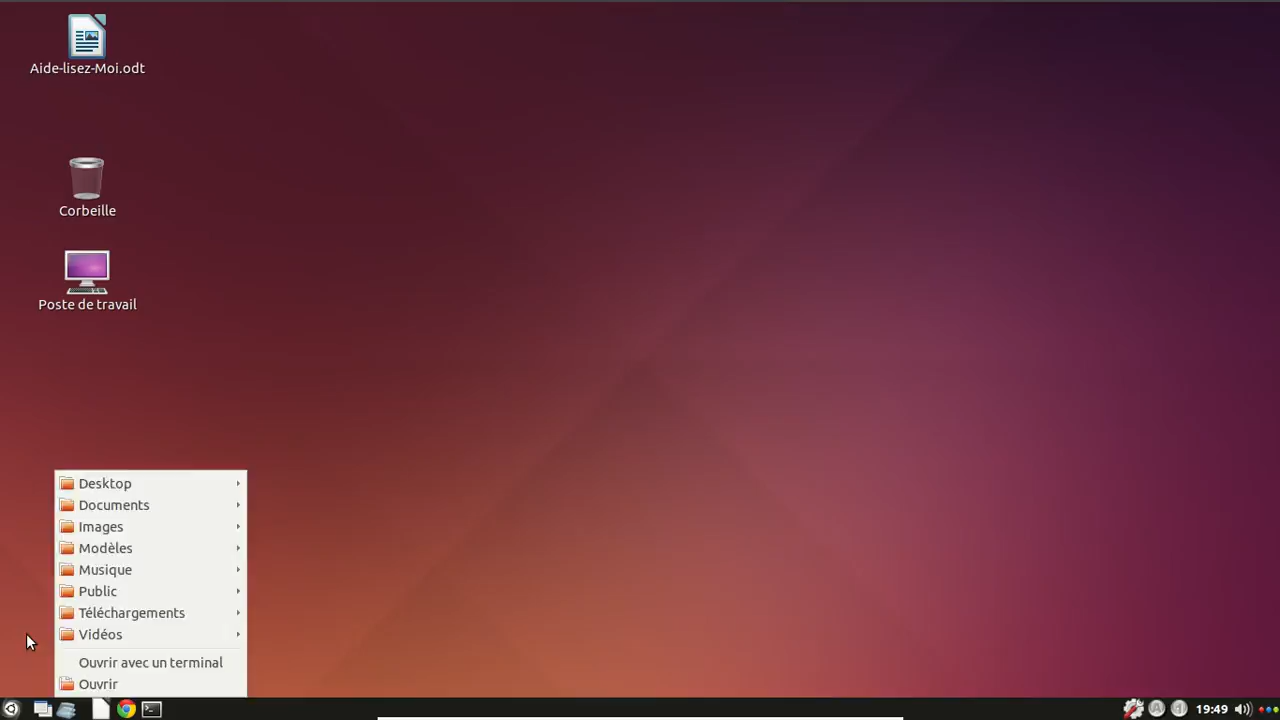 Aide-lisez-Moi.odt
Corbeille
Poste de travail
Desktop
Documents
Images
Modèles
Musique
Public
Téléchargements
Vidéos
Ouvrir avec un terminal
Ouvrir
A
1
19:49